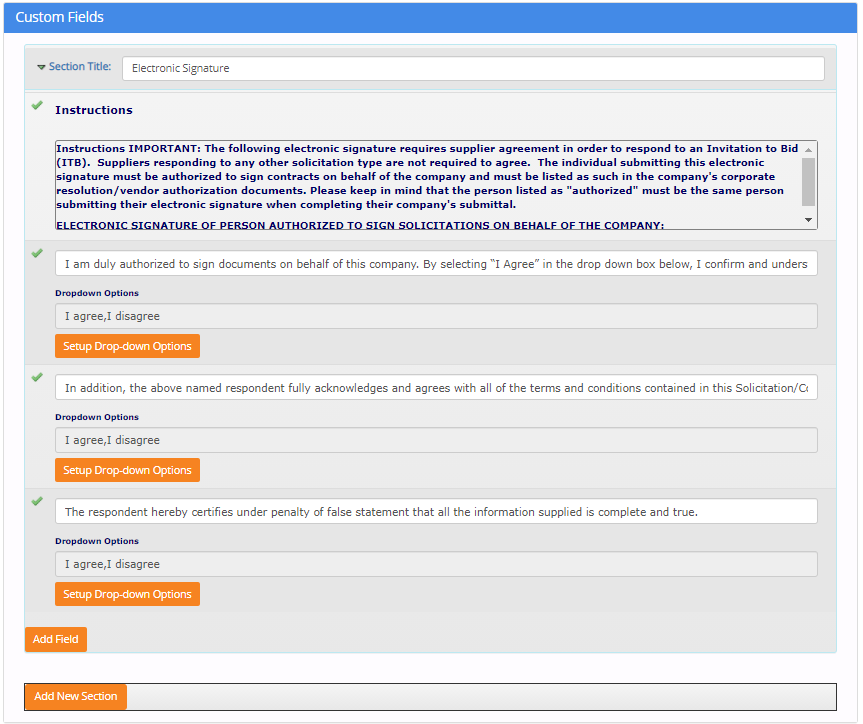 Custom Fields
Section Title: Electronic Signature
Instructions
Instructions IMPORTANT: The following electronic signature requires supplier agreement in order to respond to an Invitation to Bid
(ITB).  Suppliers responding to any other solicitation type are not required to agree.  The individual submitting this electronic
signature must be authorized to sign contracts on behalf of the company and must be listed as such in the company's corporate
resolution/vendor authorization documents. Please keep in mind that the person listed as "authorized" must be the same person
submitting their electronic signature when completing their company's submittal.
ELECTRONIC SIGNATURE OF PERSON AUTHORIZED TO SIGN SOLICITATIONS ON BEHALF OF THE COMPANY:
I am duly authorized to sign documents on behalf of this company. By selecting “I Agree” in the drop down box below, I confirm and unders
Dropdown Options
I agree,I disagree
Setup Drop-down Options
In addition, the above named respondent fully acknowledges and agrees with all of the terms and conditions contained in this Solicitation/Co
Dropdown Options
I agree,I disagree
Setup Drop-down Options
The respondent hereby certifies under penalty of false statement that all the information supplied is complete and true.
Dropdown Options
I agree,I disagree
Setup Drop-down Options
Add Field
Add New Section